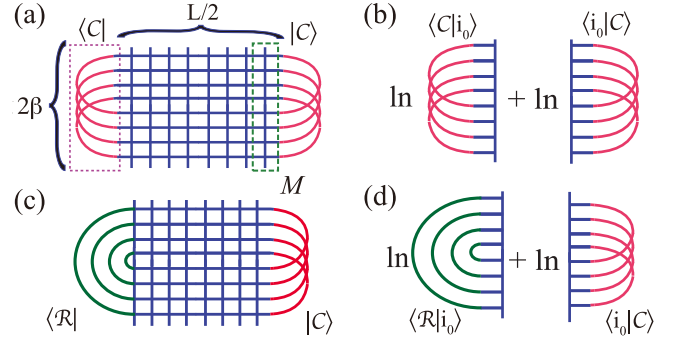 (a)
⟨C|
L/2
|C⟩
2β
M
(b)
⟨C|i₀⟩
⟨i₀|C⟩
ln
+ ln
(c)
⟨ℛ|
|C⟩
(d)
ln
+ ln
⟨ℛ|i₀⟩
⟨i₀|C⟩